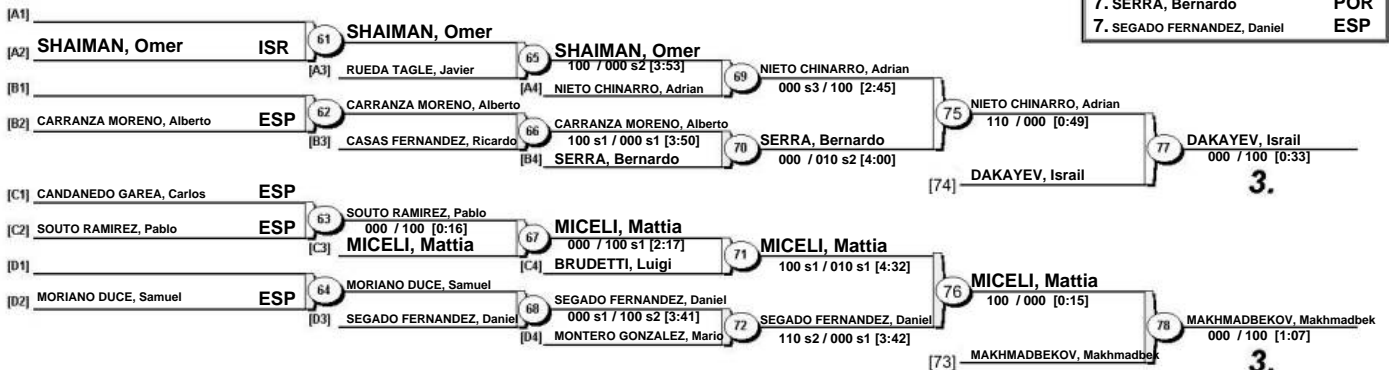 7. SERRA, Bernardo POR
7. SEGADO FERNANDEZ, Daniel ESP
[A1]
[A2] SHAIMAN, Omer ISR
61 SHAIMAN, Omer
[A3] RUEDA TAGLE, Javier
65 SHAIMAN, Omer
100 / 000 s2 [3:53]
[A4] NIETO CHINARRO, Adrian
69 NIETO CHINARRO, Adrian
000 s3 / 100 [2:45]
[B1]
[B2] CARRANZA MORENO, Alberto ESP
62 CARRANZA MORENO, Alberto
[B3] CASAS FERNANDEZ, Ricardo
66 CARRANZA MORENO, Alberto
100 s1 / 000 s1 [3:50]
[B4] SERRA, Bernardo
70 SERRA, Bernardo
000 / 010 s2 [4:00]
75 NIETO CHINARRO, Adrian
110 / 000 [0:49]
[74] DAKAYEV, Israil
77 DAKAYEV, Israil
000 / 100 [0:33]
3.
[C1] CANDANEDO GAREA, Carlos ESP
[C2] SOUTO RAMIREZ, Pablo ESP
63 SOUTO RAMIREZ, Pablo
000 / 100 [0:16]
[C3] MICELI, Mattia
67 MICELI, Mattia
000 / 100 s1 [2:17]
[C4] BRUDETTI, Luigi
71 MICELI, Mattia
100 s1 / 010 s1 [4:32]
[D1]
[D2] MORIANO DUCE, Samuel ESP
64 MORIANO DUCE, Samuel
[D3] SEGADO FERNANDEZ, Daniel
68 SEGADO FERNANDEZ, Daniel
000 s1 / 100 s2 [3:41]
[D4] MONTERO GONZALEZ, Mario
72 SEGADO FERNANDEZ, Daniel
110 s2 / 000 s1 [3:42]
76 MICELI, Mattia
100 / 000 [0:15]
[73] MAKHMADBEKOV, Makhmadbek
78 MAKHMADBEKOV, Makhmadbek
000 / 100 [1:07]
3.